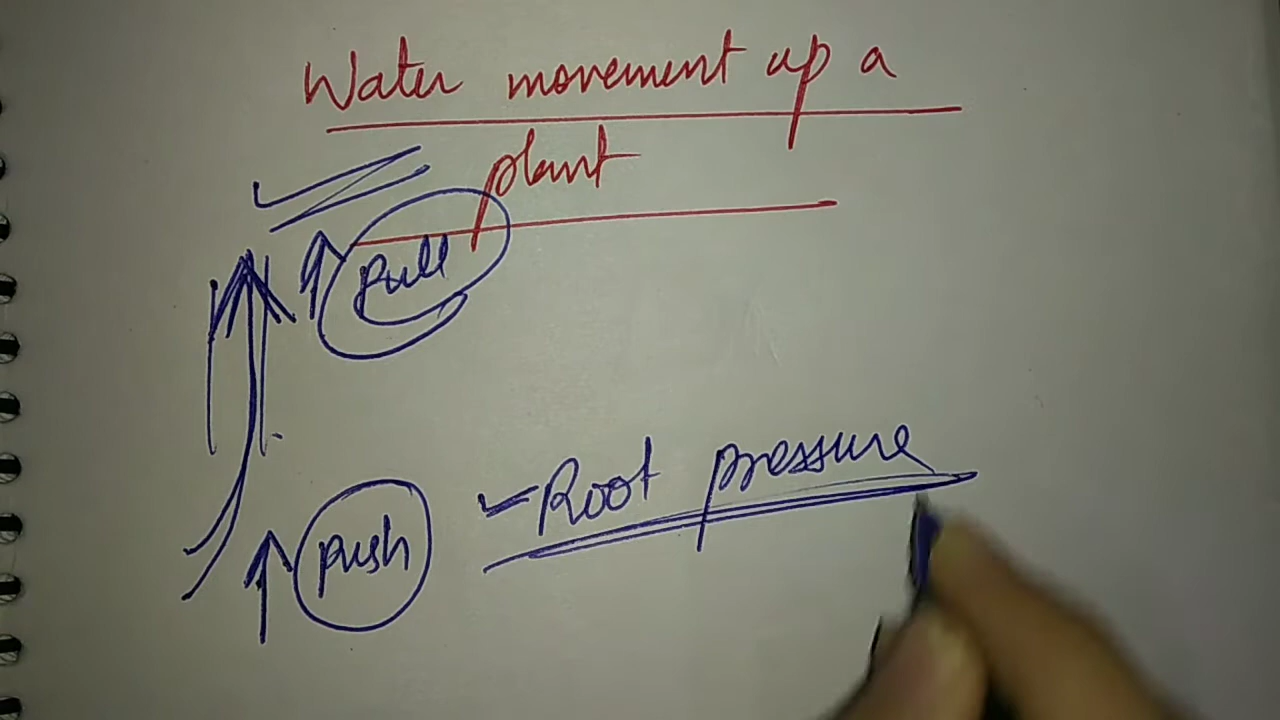 Water movement up a
plant
pull
Root pressure
push